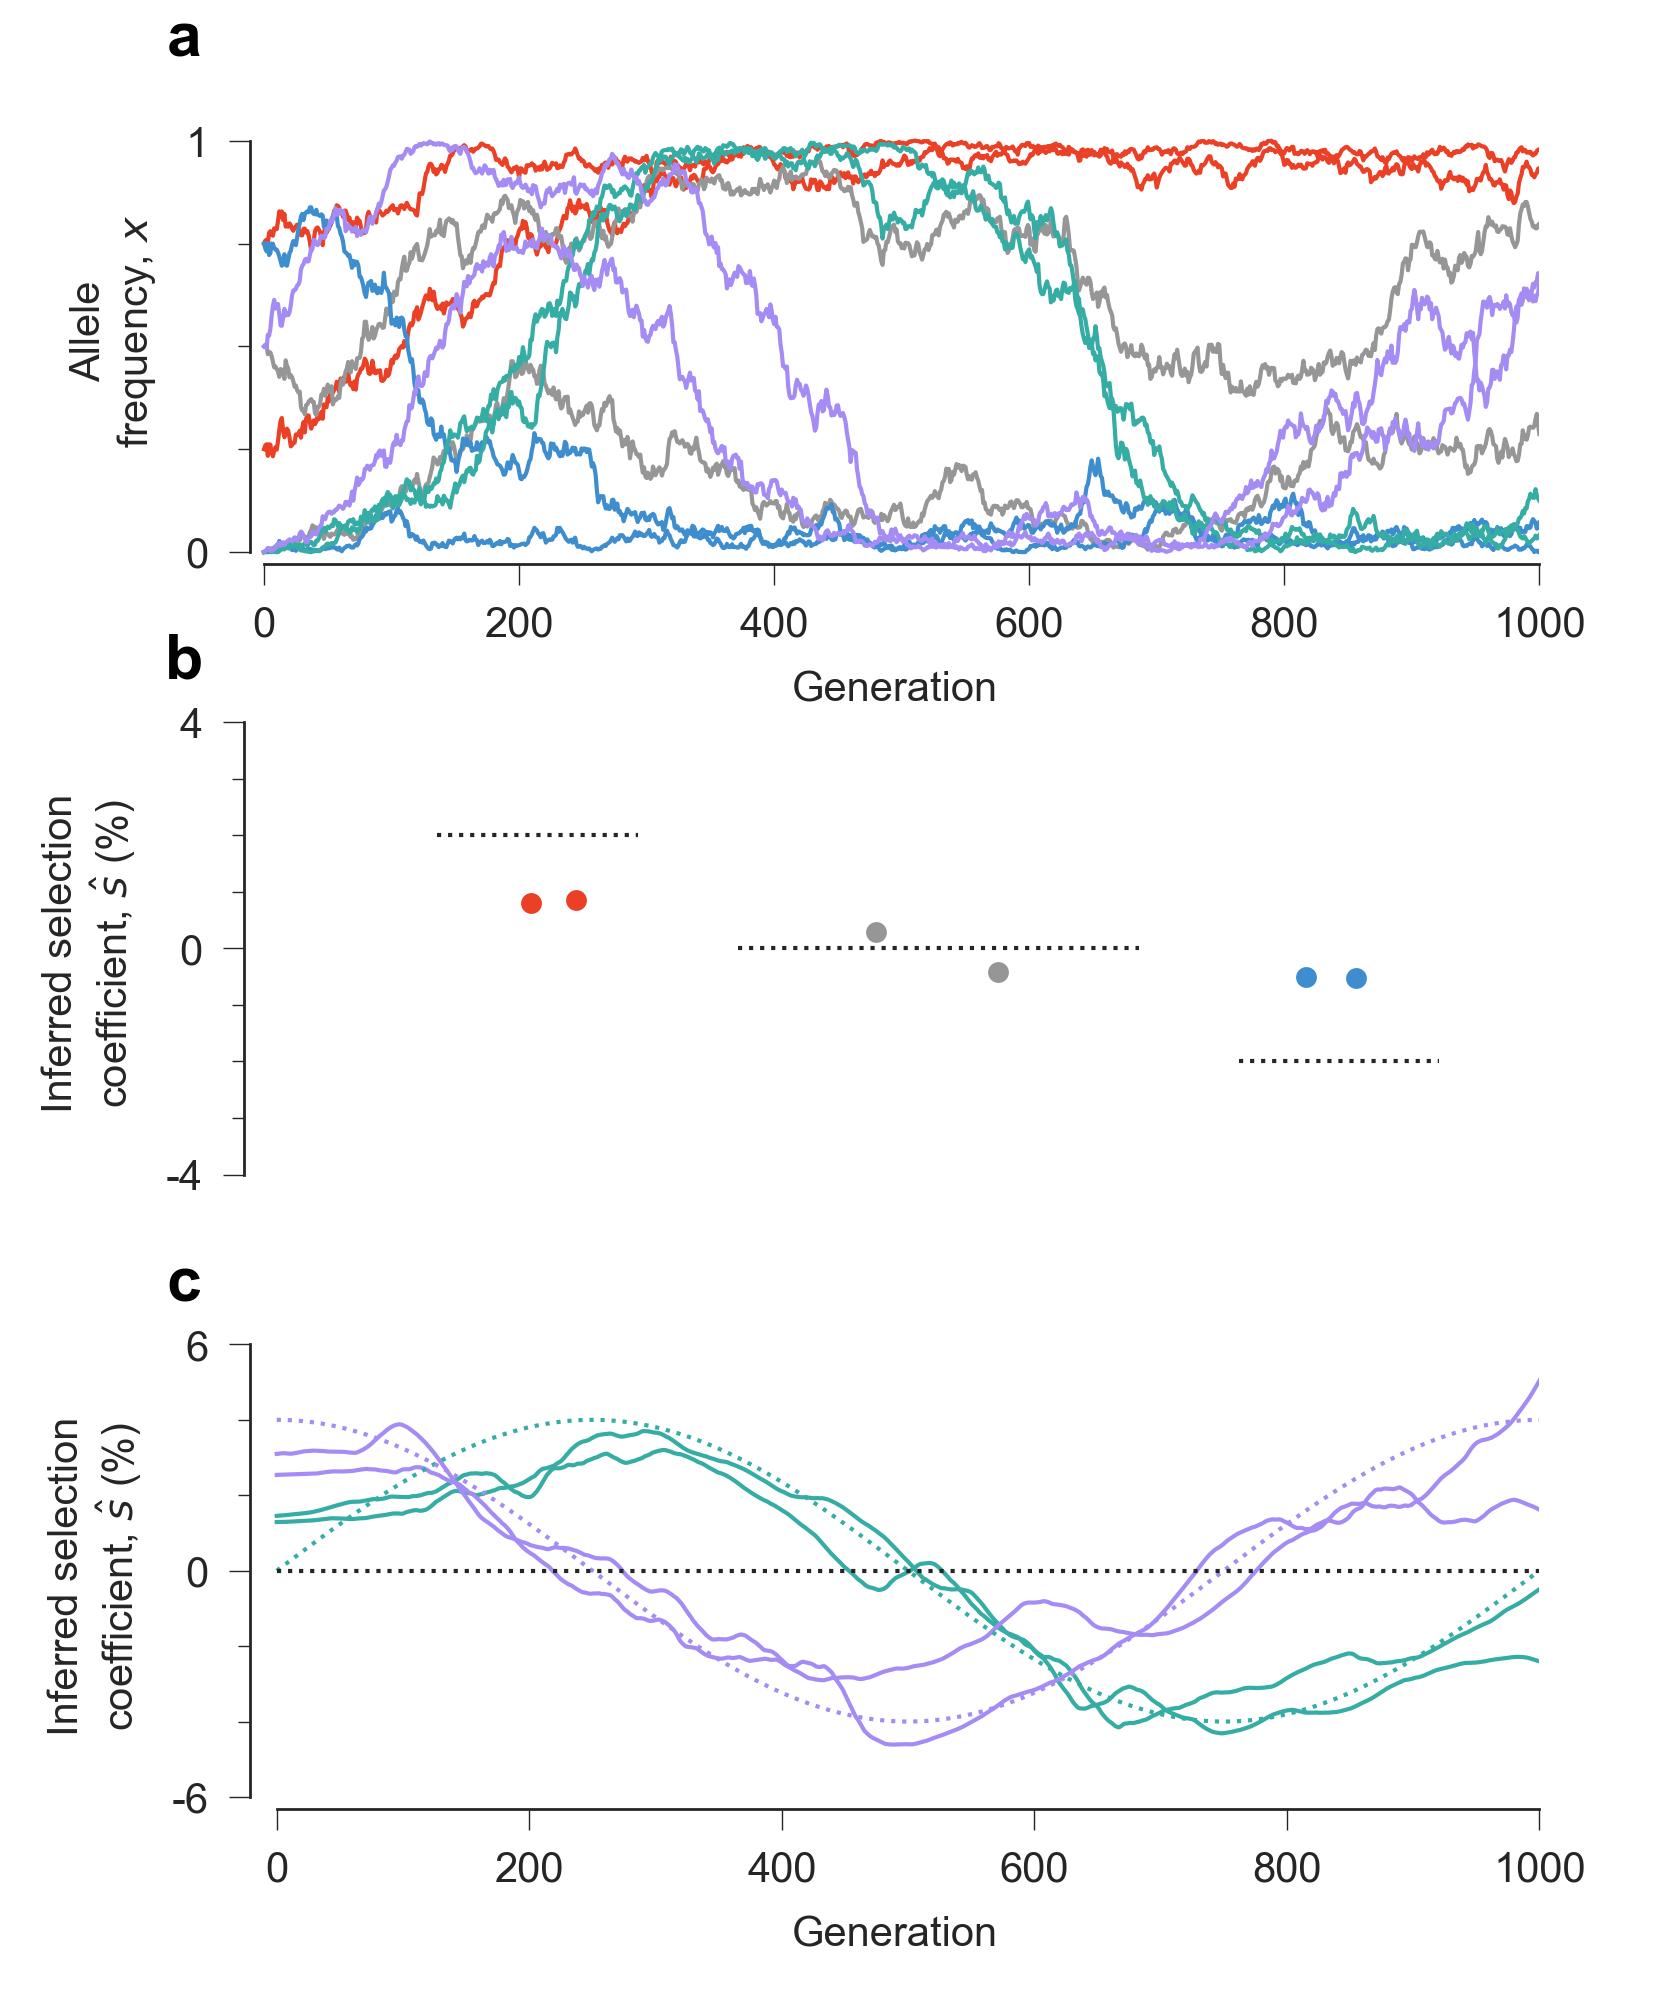 a
Allele
frequency, x
1
0
0 200 400 600 800 1000
Generation
b
Inferred selection
coefficient, ŝ (%)
4
0
-4
c
Inferred selection
coefficient, ŝ (%)
6
0
-6
0 200 400 600 800 1000
Generation